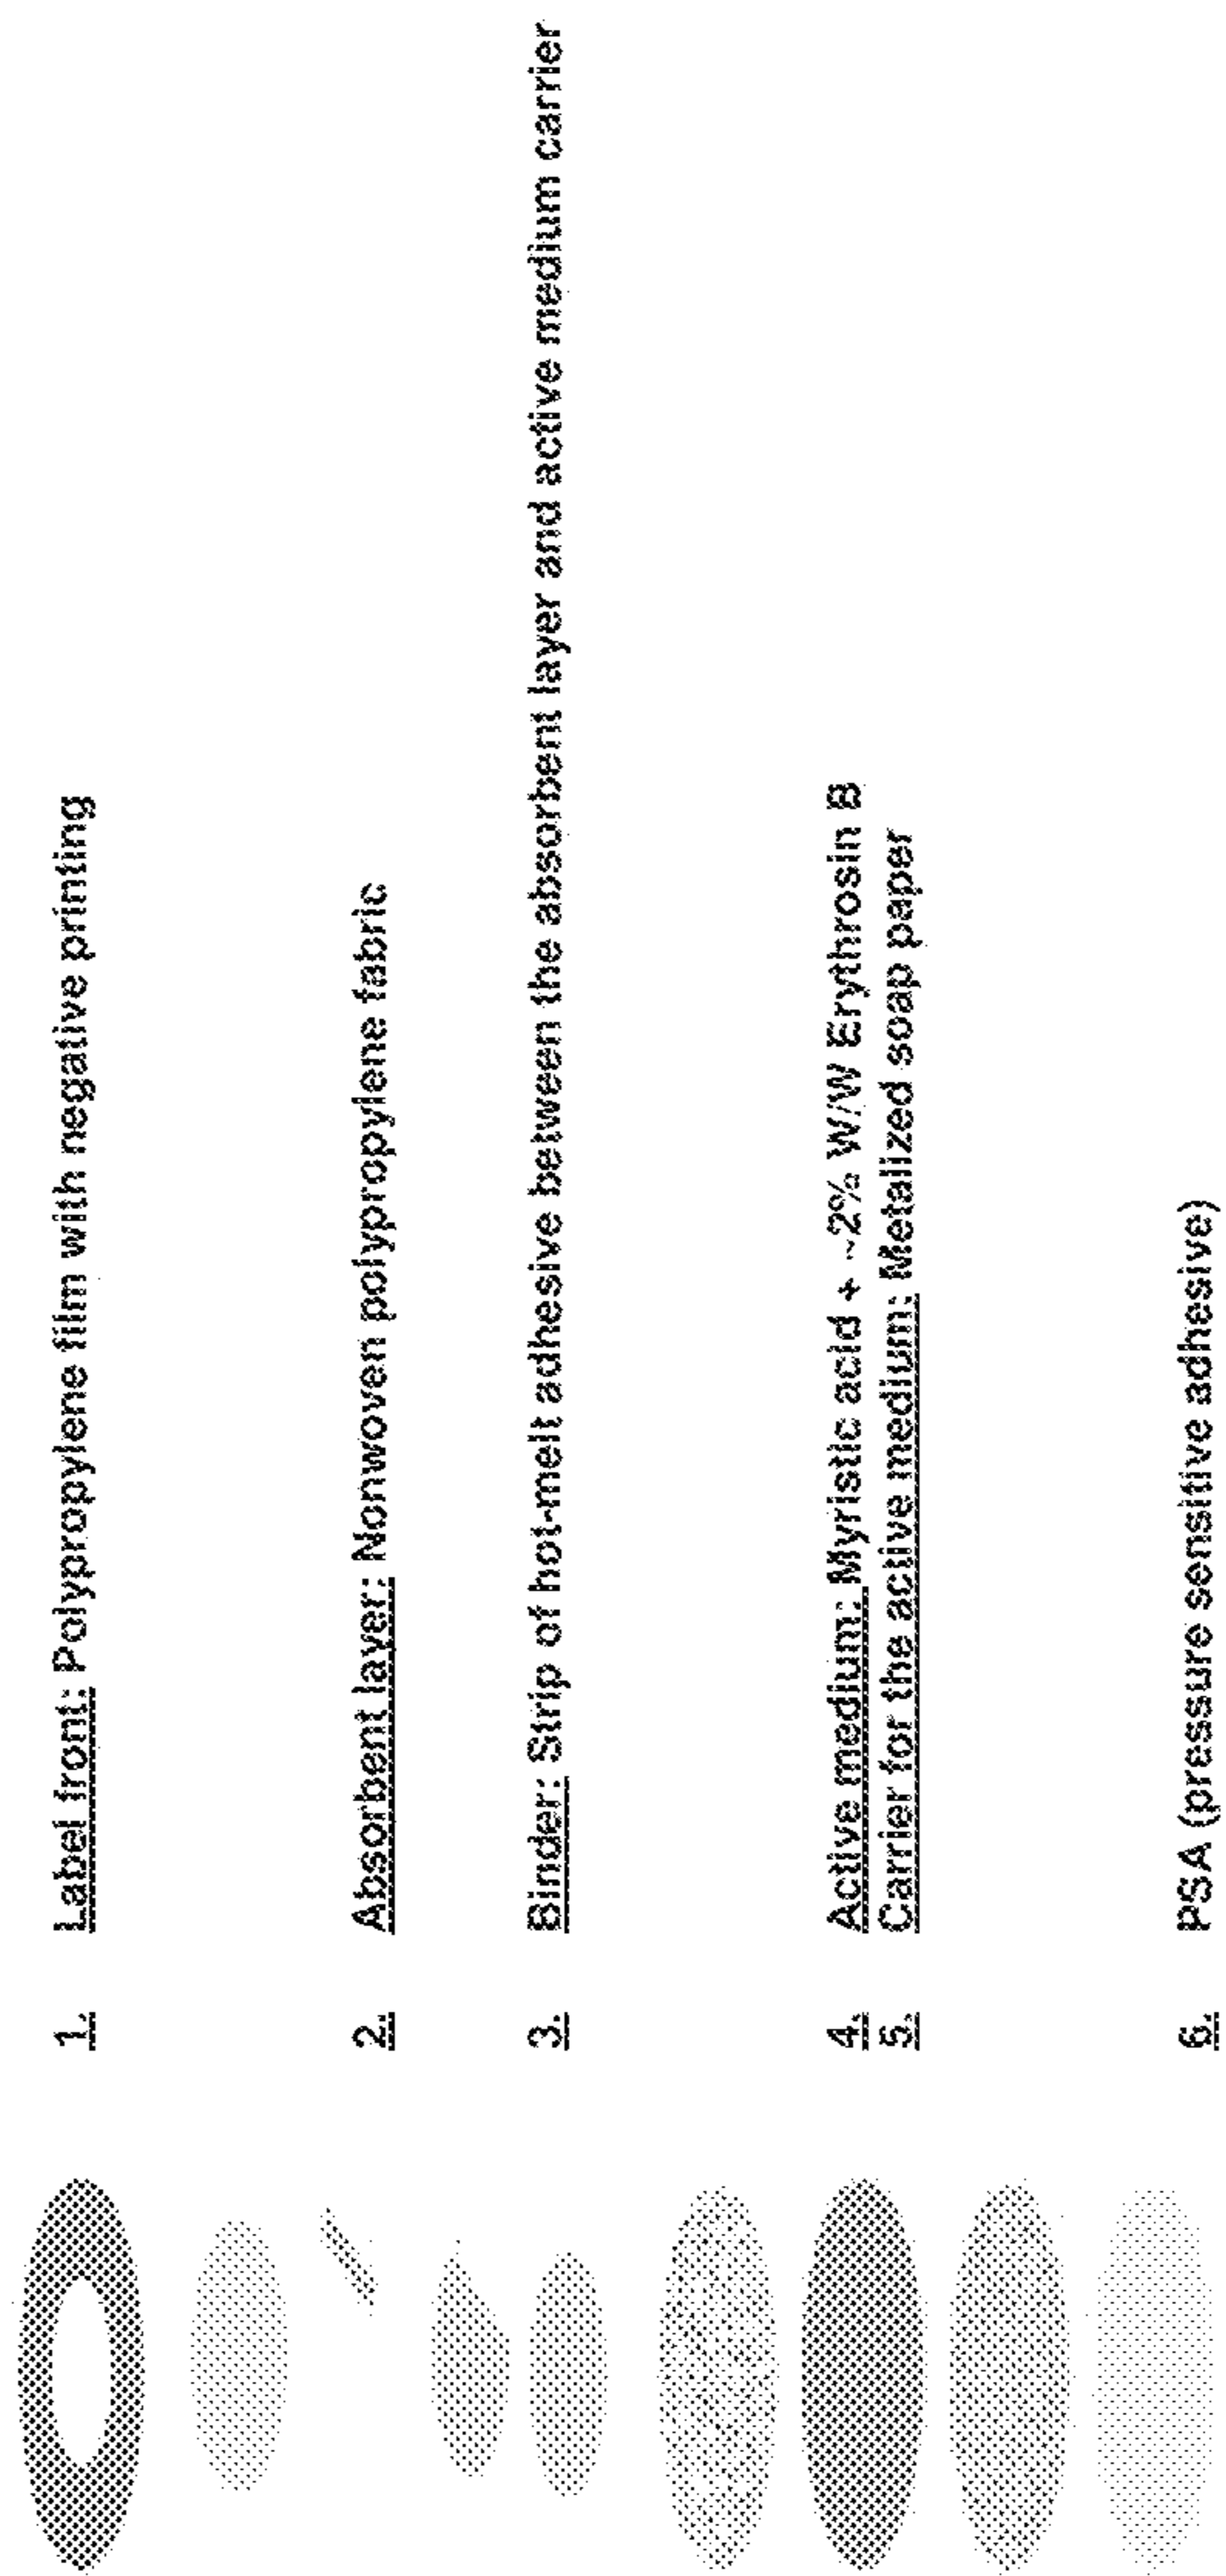 1. Label front: Polypropylene film with negative printing
2. Absorbent layer: Nonwoven polypropylene fabric
3. Binder: Strip of hot-melt adhesive between the absorbent layer and active medium carrier
4. Active medium: Myristic acid + ~2% W/W Erythrosin B
5. Carrier for the active medium: Metalized soap paper
6. PSA (pressure sensitive adhesive)